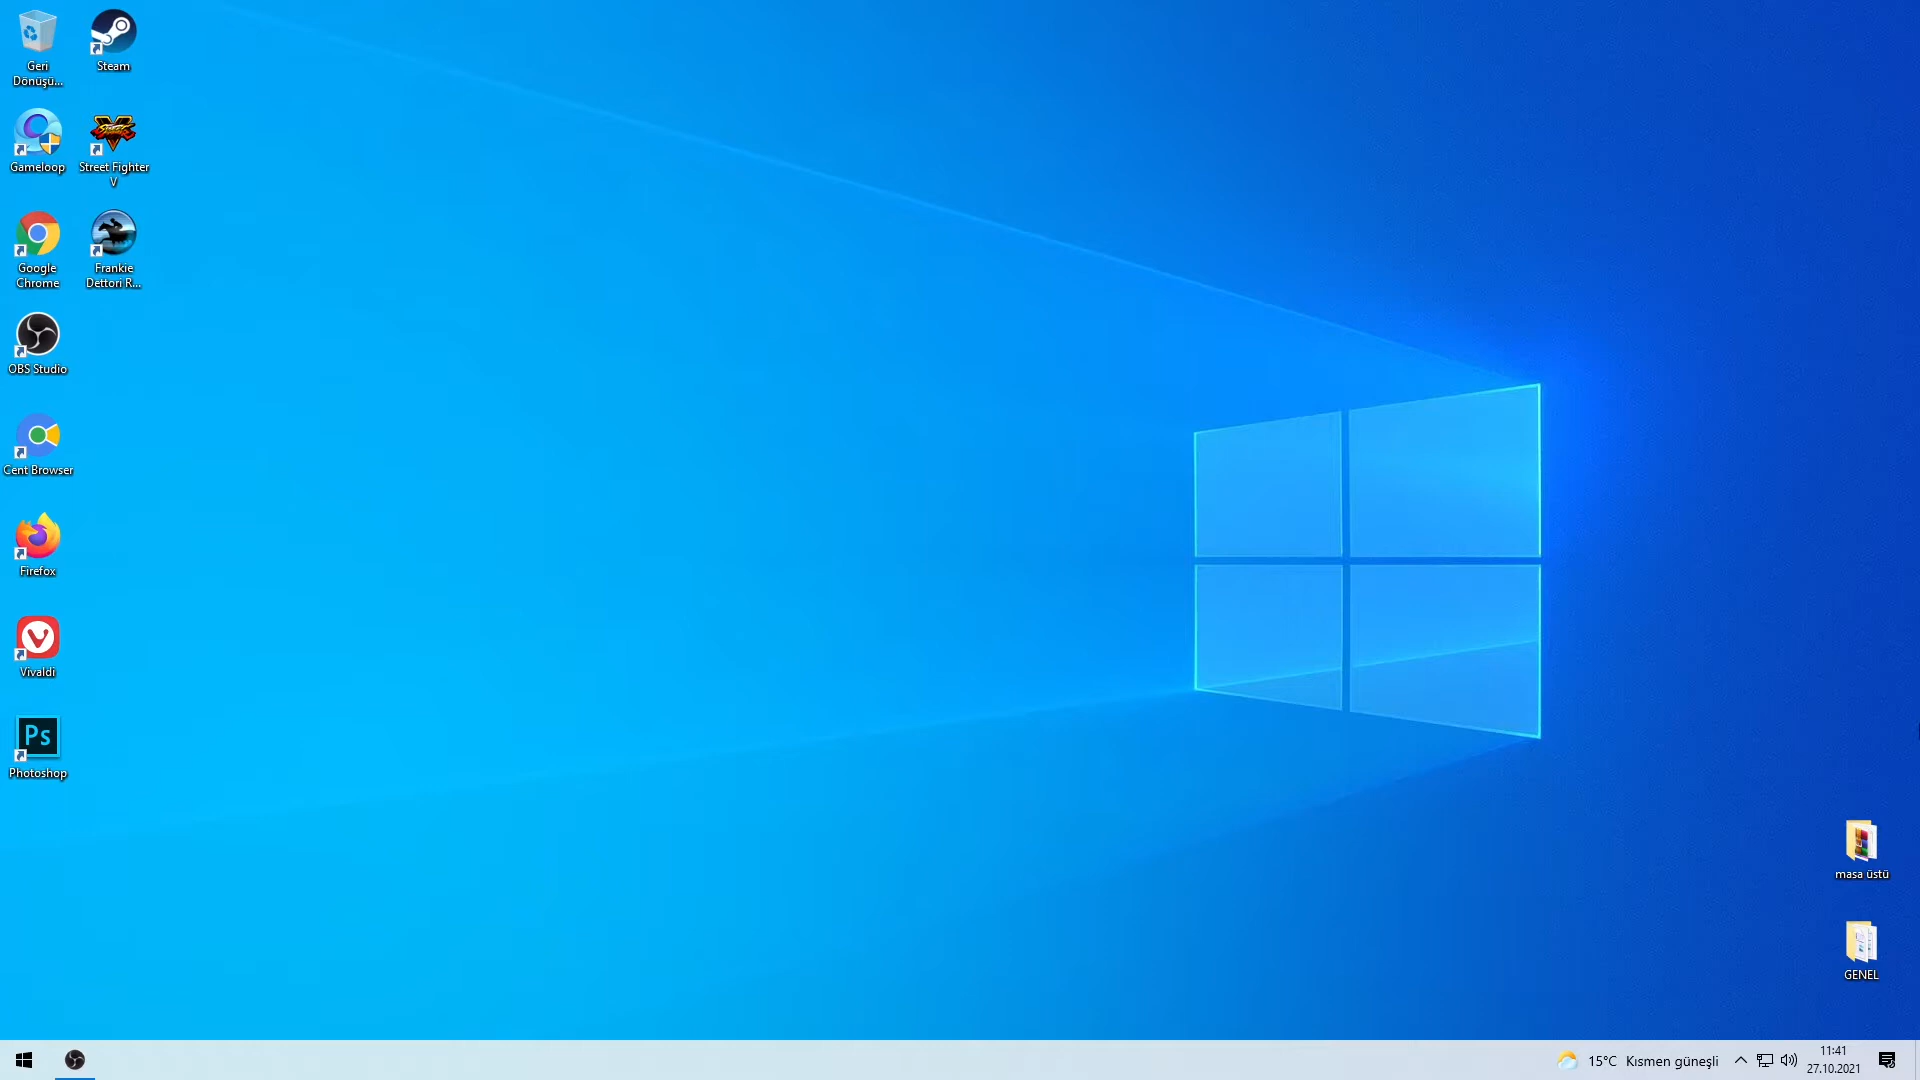 Geri
Dönüşü...
Steam
Gameloop
Street Fighter
V
Google
Chrome
Frankie
Dettori R...
OBS Studio
Cent Browser
Firefox
Vivaldi
Ps
Photoshop
masa üstü
GENEL
15°C Kısmen güneşli
11:41
27.10.2021